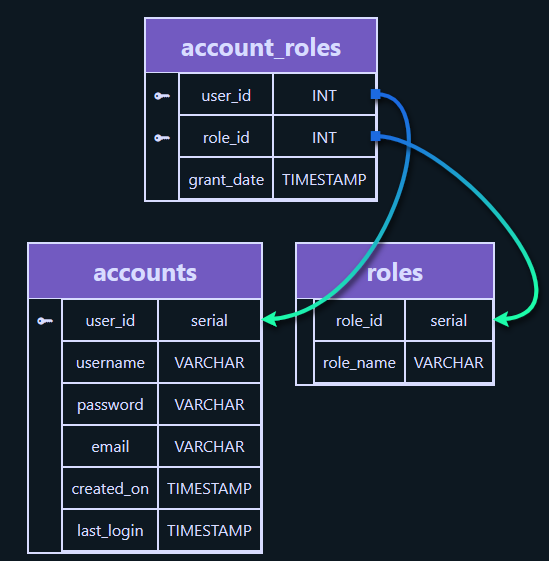 account_roles
user_id INT
role_id INT
grant_date TIMESTAMP
accounts
user_id serial
username VARCHAR
password VARCHAR
email VARCHAR
created_on TIMESTAMP
last_login TIMESTAMP
roles
role_id serial
role_name VARCHAR